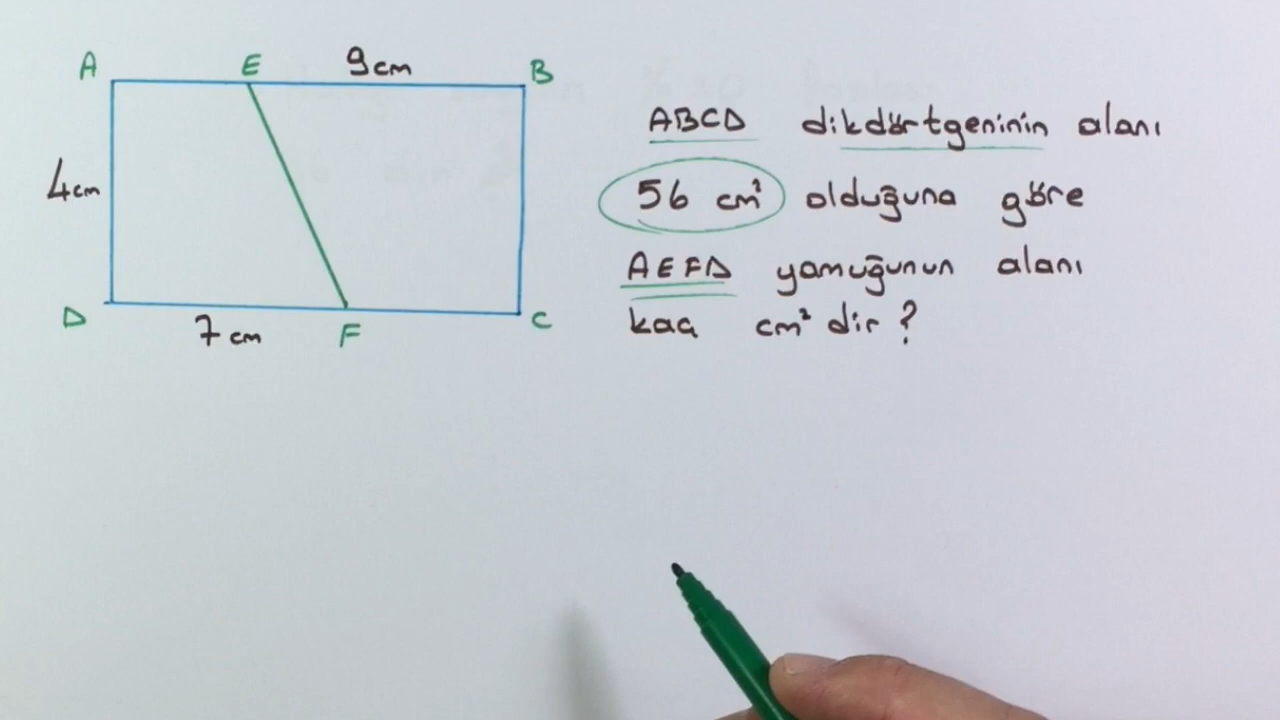 A E 9cm B
4cm
D 7cm F C
ABCD dikdörtgeninin alanı
56 cm² olduğuna göre
AEFD yamuğunun alanı
kaç cm² dir ?